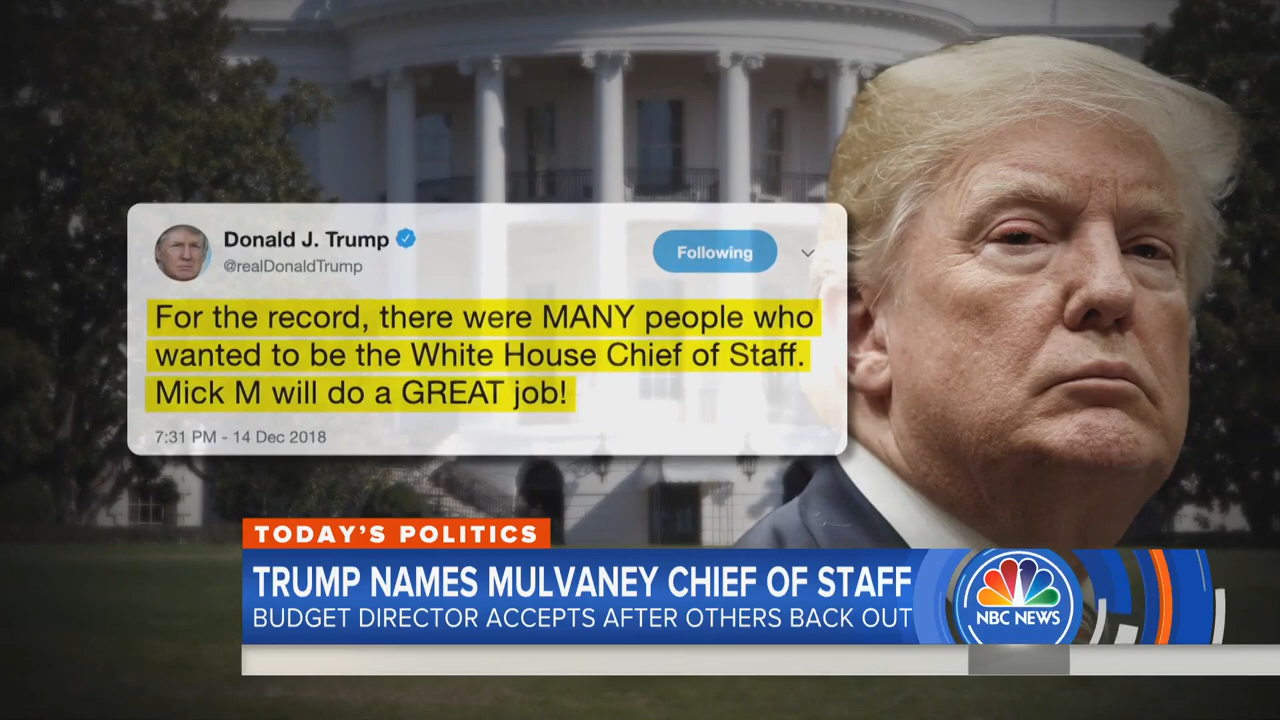 Donald J. Trump
@realDonaldTrump
Following
For the record, there were MANY people who
wanted to be the White House Chief of Staff.
Mick M will do a GREAT job!
7:31 PM - 14 Dec 2018
TODAY'S POLITICS
TRUMP NAMES MULVANEY CHIEF OF STAFF
BUDGET DIRECTOR ACCEPTS AFTER OTHERS BACK OUT
NBC NEWS